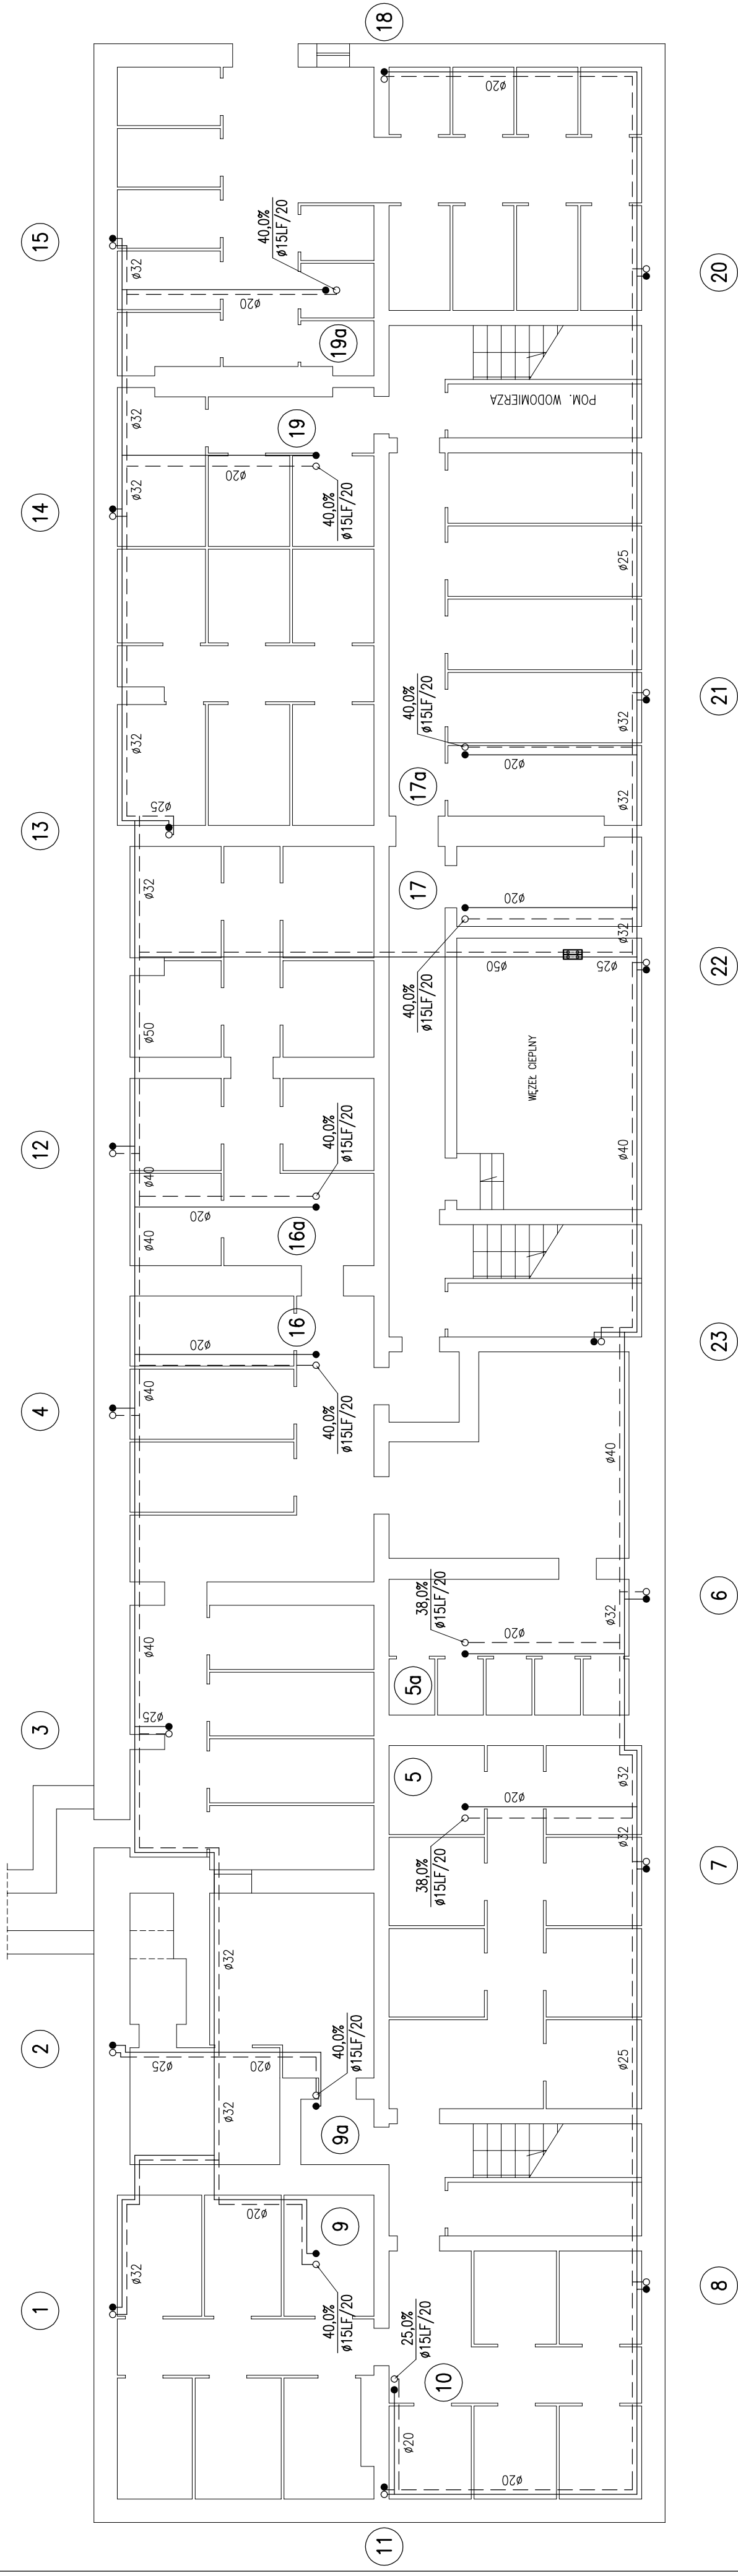 18
15
ø20
40,0%
ø15LF/20
ø32
ø20
20
19a
ø32
POM. WODOMIERZA
19
ø32
ø20
14
40,0%
ø15LF/20
ø25
40,0%
ø15LF/20
21
ø32
ø32
ø20
17a
ø25
ø32
13
ø32
17
ø20
ø32
ø50
ø25
22
40,0%
ø15LF/20
ø50
WĘZEŁ CIEPLNY
12
40,0%
ø15LF/20
ø40
ø40
ø20
16a
ø40
16
23
ø20
ø40
4
40,0%
ø15LF/20
ø40
38,0%
ø15LF/20
6
ø32
ø20
ø40
5a
3
ø25
5
ø32
ø20
ø32
7
38,0%
ø15LF/20
ø32
2
40,0%
ø15LF/20
ø25
ø20
ø25
ø32
9a
ø20
9
ø32
8
1
40,0%
ø15LF/20
25,0%
ø15LF/20
10
ø20
ø20
11